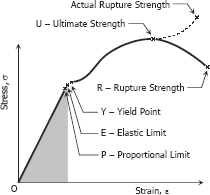 Actual Rupture Strength
U – Ultimate Strength
R – Rupture Strength
Y – Yield Point
E – Elastic Limit
P – Proportional Limit
Stress, σ
O
Strain, ε